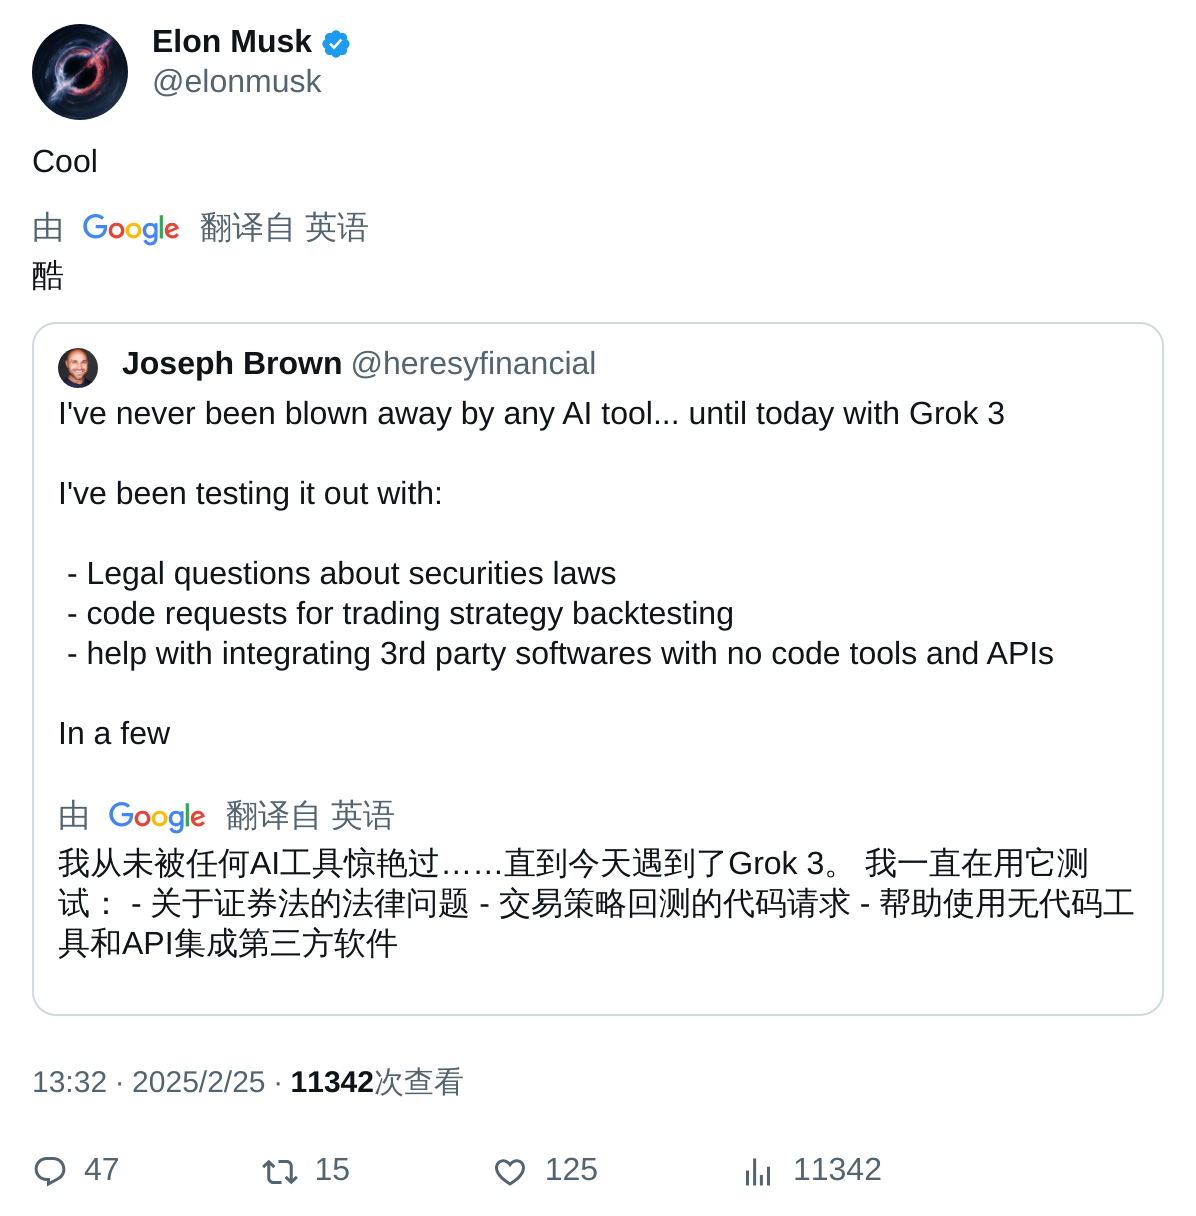 Elon Musk
@elonmusk
Cool
由 Google 翻译自 英语
酷
Joseph Brown @heresyfinancial
I've never been blown away by any AI tool... until today with Grok 3
I've been testing it out with:
- Legal questions about securities laws
- code requests for trading strategy backtesting
- help with integrating 3rd party softwares with no code tools and APIs
In a few
由 Google 翻译自 英语
我从未被任何AI工具惊艳过……直到今天遇到了Grok 3。 我一直在用它测
试： - 关于证券法的法律问题 - 交易策略回测的代码请求 - 帮助使用无代码工
具和API集成第三方软件
13:32 · 2025/2/25 · 11342次查看
47 15 125 11342